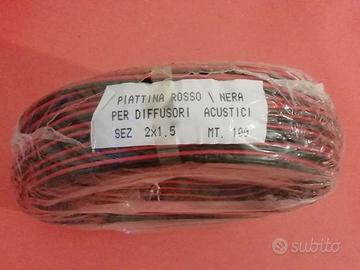 PIATTINA ROSSO \ NERA
PER DIFFUSORI ACUSTICI
SEZ 2x1.5 MT. 100
subito